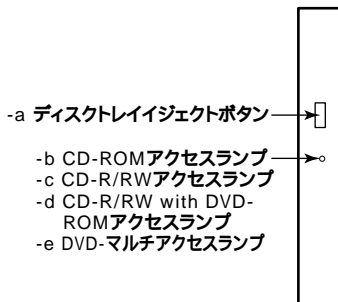 -a ディスクトレイイジェクトボタン
-b CD-ROMアクセスランプ
-c CD-R/RWアクセスランプ
-d CD-R/RW with DVD-
ROMアクセスランプ
-e DVD-マルチアクセスランプ